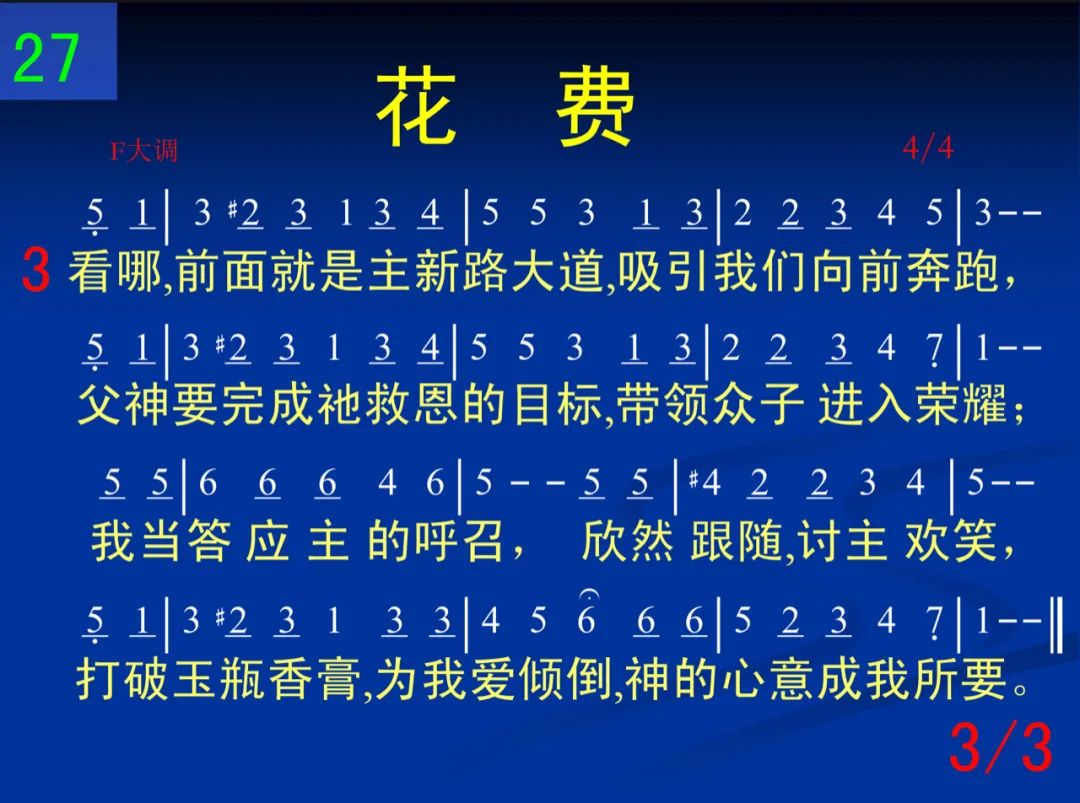 27
花 费
F大调 4/4
5̣ 1| 3 #2 3 1 3 4|5 5 3 1 3|2 2 3 4 5|3--
3 看哪,前面就是主新路大道,吸引我们向前奔跑，
5̣ 1|3 #2 3 1 3 4|5 5 3 1 3|2 2 3 4 7̣|1--
父神要完成祂救恩的目标,带领众子 进入荣耀；
5 5|6 6 6 4 6|5 - - 5 5|#4 2 2 3 4|5--
我当答 应 主 的呼召， 欣然 跟随,讨主 欢笑，
5̣ 1|3 #2 3 1 3 3|4 5 6 6 6|5 2 3 4 7̣|1--‖
打破玉瓶香膏,为我爱倾倒,神的心意成我所要。
3/3